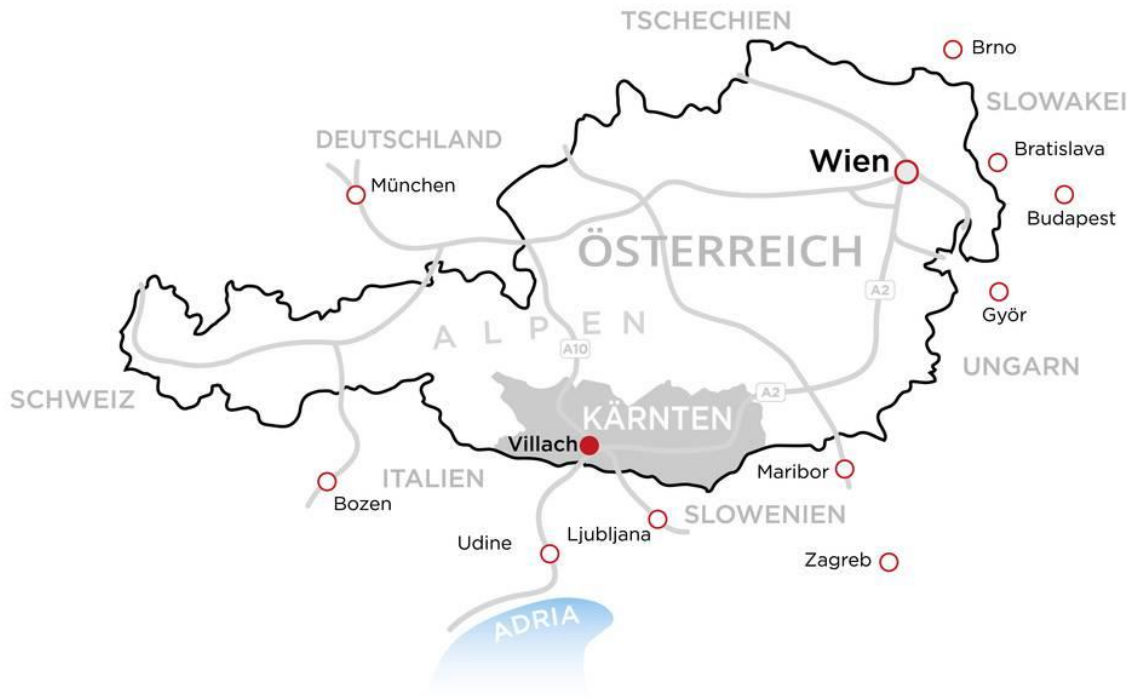 TSCHECHIEN
Brno
SLOWAKEI
DEUTSCHLAND
Bratislava
Wien
München
Budapest
ÖSTERREICH
A2
Györ
ALPEN
A10
UNGARN
A2
SCHWEIZ
KÄRNTEN
Villach
Maribor
ITALIEN
Bozen
SLOWENIEN
Ljubljana
Udine
Zagreb
ADRIA